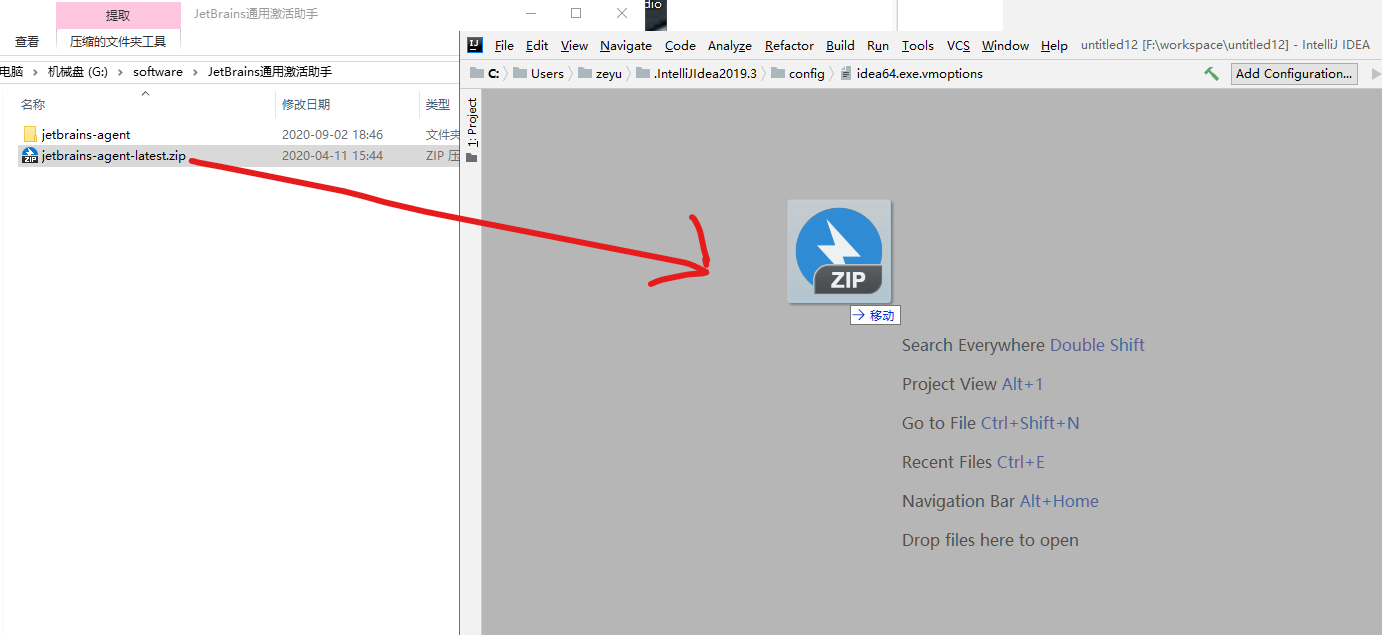 提取
JetBrains通用激活助手
dio
查看
压缩的文件夹工具
电脑 › 机械盘 (G:) › software › JetBrains通用激活助手
名称 修改日期 类型
jetbrains-agent 2020-09-02 18:46 文件夹
ZIP jetbrains-agent-latest.zip 2020-04-11 15:44 ZIP 压
IJ File Edit View Navigate Code Analyze Refactor Build Run Tools VCS Window Help untitled12 [F:\workspace\untitled12] - IntelliJ IDEA
C: Users zeyu .IntelliJIdea2019.3 config idea64.exe.vmoptions Add Configuration...
1: Project
ZIP
→ 移动
Search Everywhere Double Shift
Project View Alt+1
Go to File Ctrl+Shift+N
Recent Files Ctrl+E
Navigation Bar Alt+Home
Drop files here to open